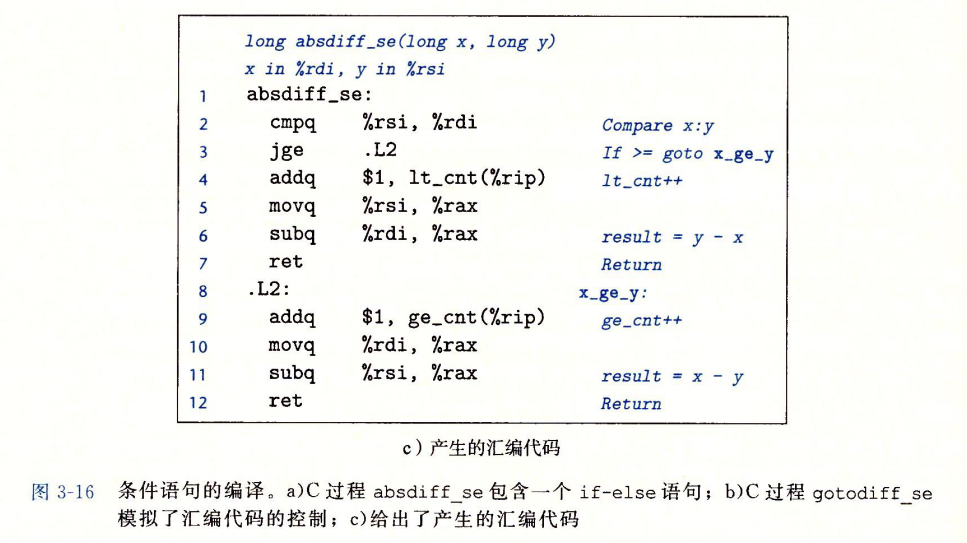 long absdiff_se(long x, long y)
x in %rdi, y in %rsi
1 absdiff_se:
2 cmpq %rsi, %rdi Compare x:y
3 jge .L2 If >= goto x_ge_y
4 addq $1, lt_cnt(%rip) lt_cnt++
5 movq %rsi, %rax
6 subq %rdi, %rax result = y - x
7 ret Return
8 .L2: x_ge_y:
9 addq $1, ge_cnt(%rip) ge_cnt++
10 movq %rdi, %rax
11 subq %rsi, %rax result = x - y
12 ret Return
c）产生的汇编代码
图 3-16 条件语句的编译。a)C 过程 absdiff_se 包含一个 if-else 语句；b)C 过程 gotodiff_se
模拟了汇编代码的控制；c)给出了产生的汇编代码